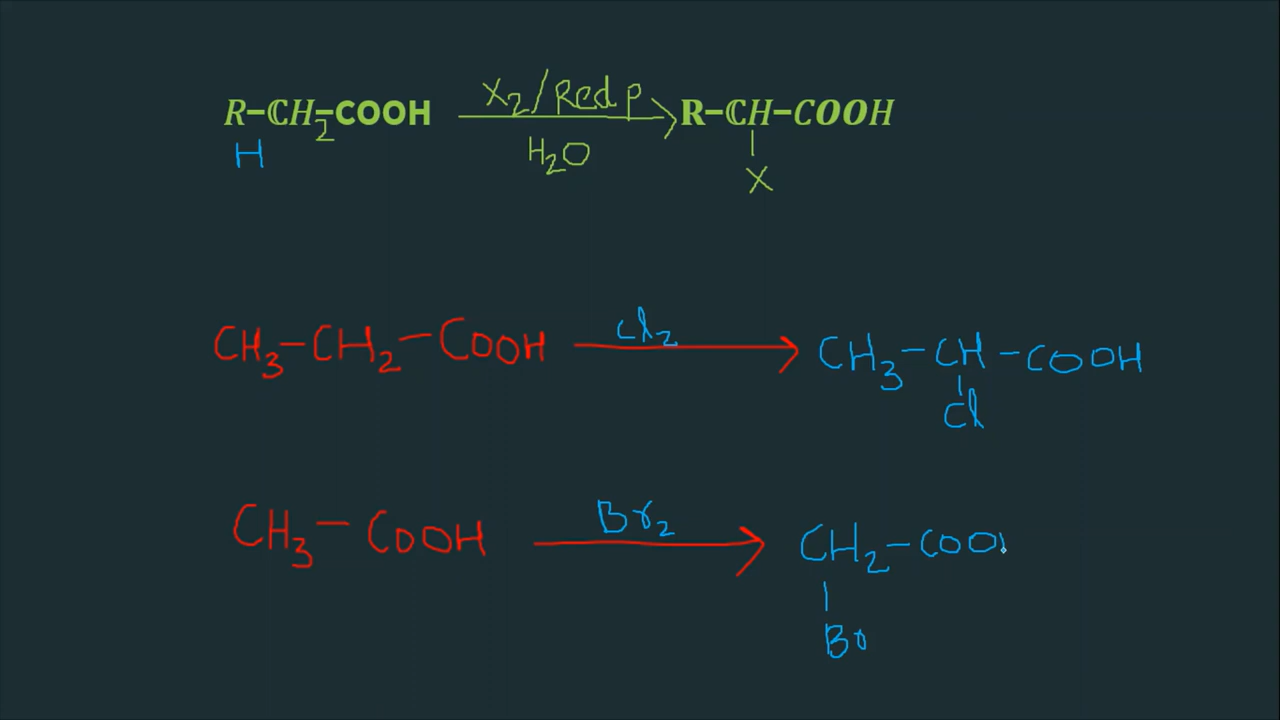 R-CH2-COOH X2/Red P H2O R-CH-COOH
H
X
CH3-CH2-COOH Cl2 CH3-CH-COOH
Cl
CH3-COOH Br2 CH2-COO
Br